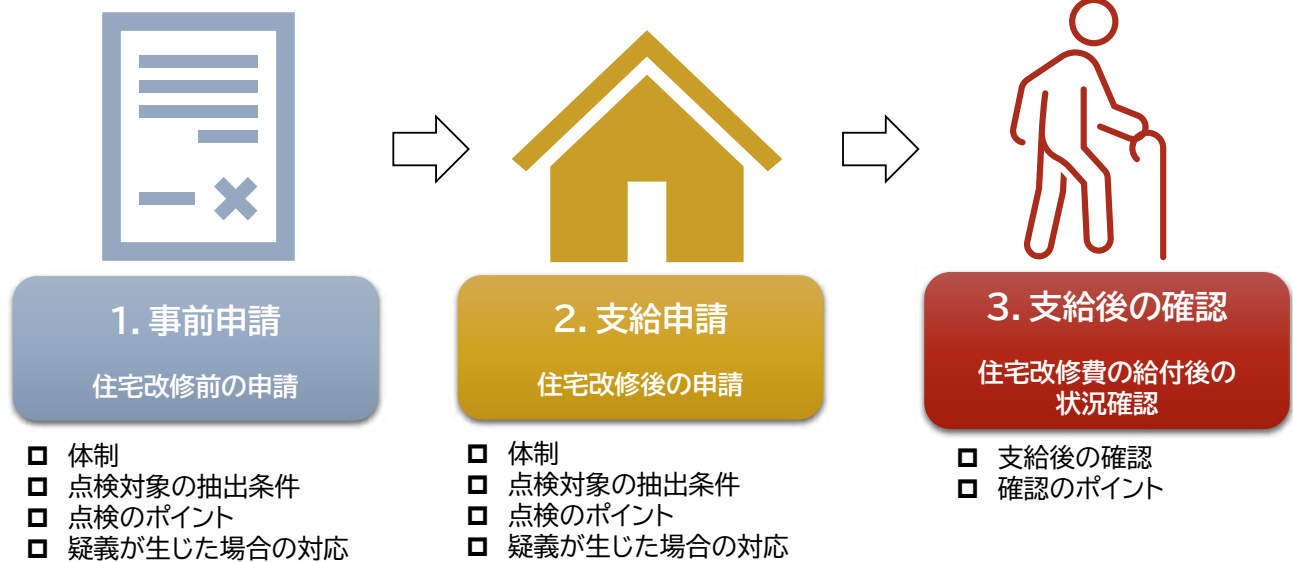 1. 事前申請
住宅改修前の申請
体制
点検対象の抽出条件
点検のポイント
疑義が生じた場合の対応
2. 支給申請
住宅改修後の申請
体制
点検対象の抽出条件
点検のポイント
疑義が生じた場合の対応
3. 支給後の確認
住宅改修費の給付後の
状況確認
支給後の確認
確認のポイント